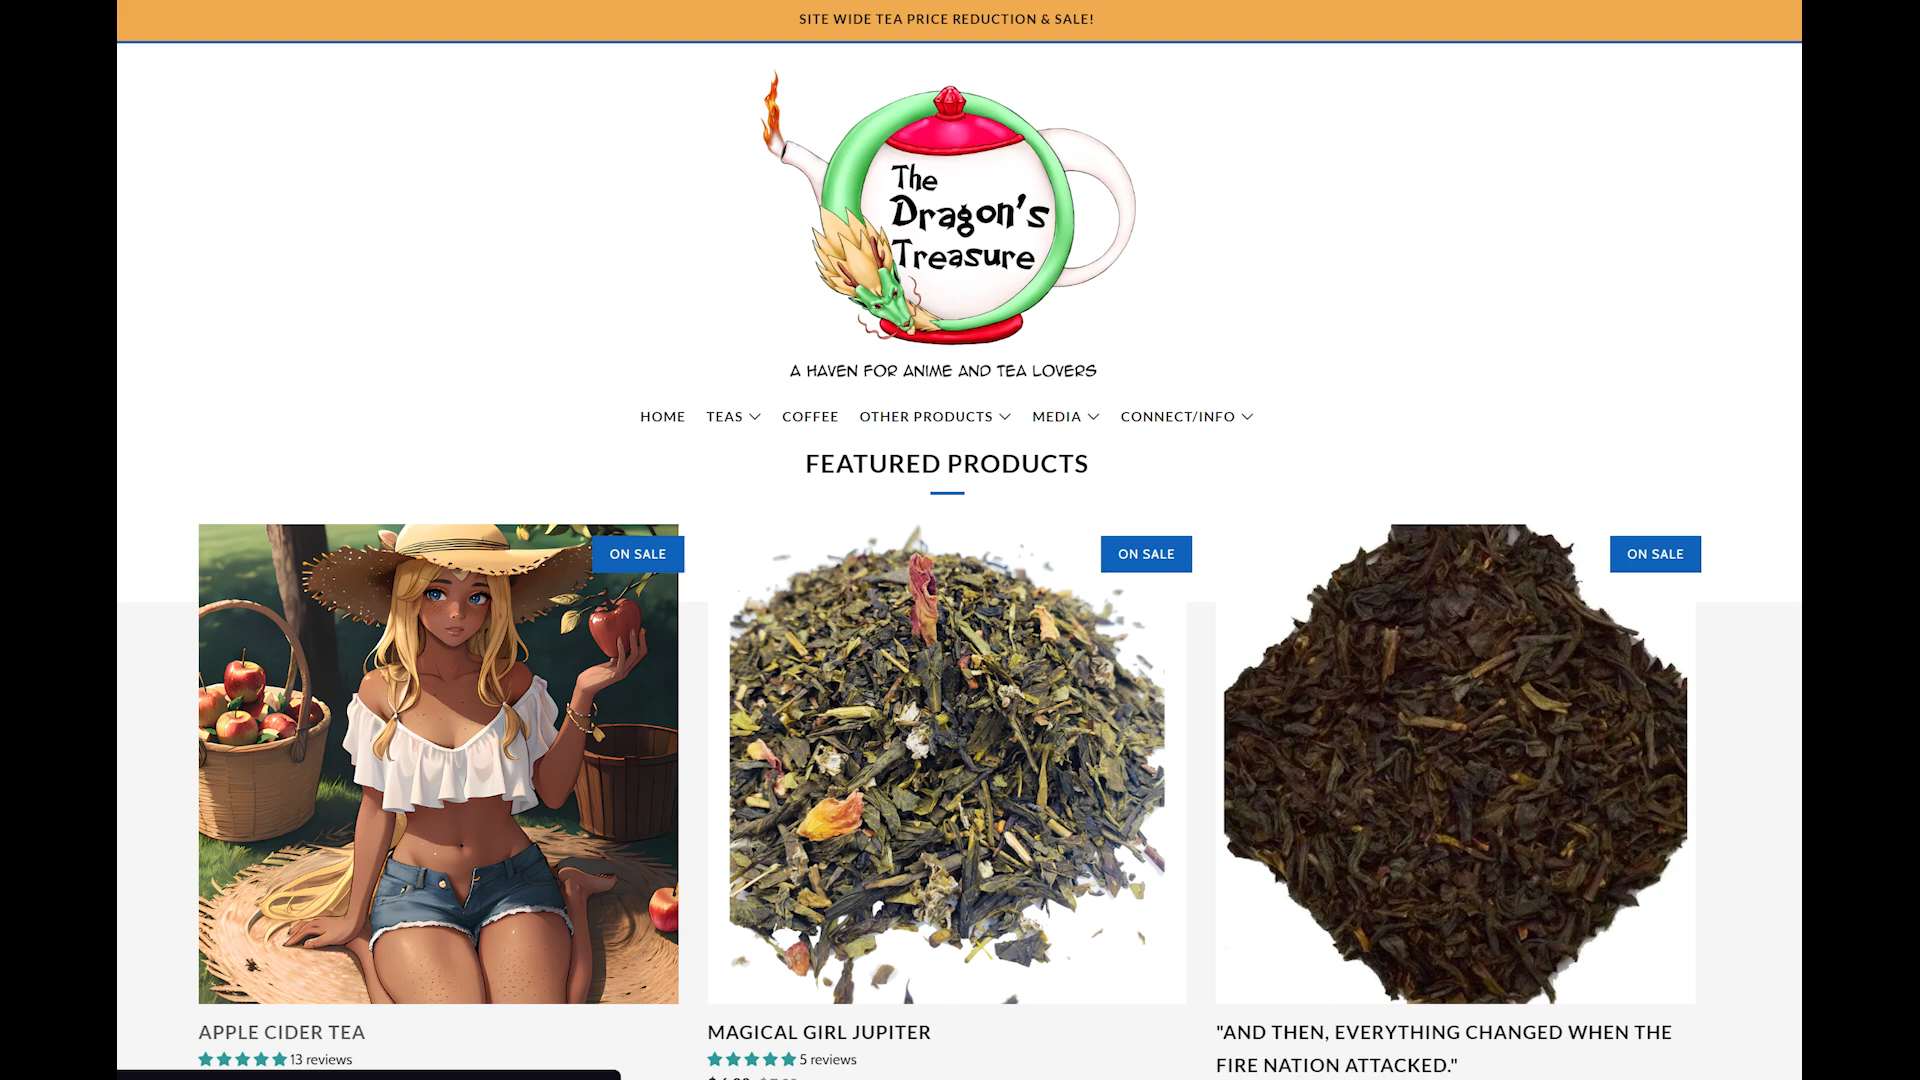 SITE WIDE TEA PRICE REDUCTION & SALE!
The
Dragon's
Treasure
A HAVEN FOR ANIME AND TEA LOVERS
HOME TEAS COFFEE OTHER PRODUCTS MEDIA CONNECT/INFO
FEATURED PRODUCTS
ON SALE
ON SALE
ON SALE
APPLE CIDER TEA
13 reviews
MAGICAL GIRL JUPITER
5 reviews
"AND THEN, EVERYTHING CHANGED WHEN THE
FIRE NATION ATTACKED."